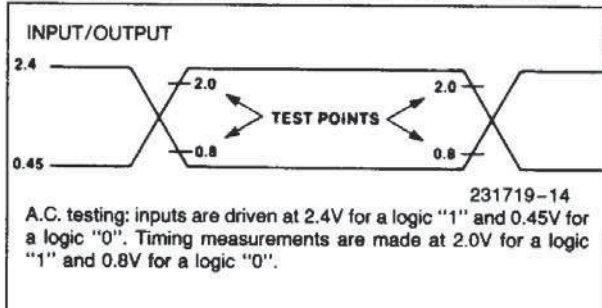 INPUT/OUTPUT
2.4
2.0
2.0
TEST POINTS
0.8
0.8
0.45
231719–14
A.C. testing: inputs are driven at 2.4V for a logic "1" and 0.45V for
a logic "0". Timing measurements are made at 2.0V for a logic
"1" and 0.8V for a logic "0".